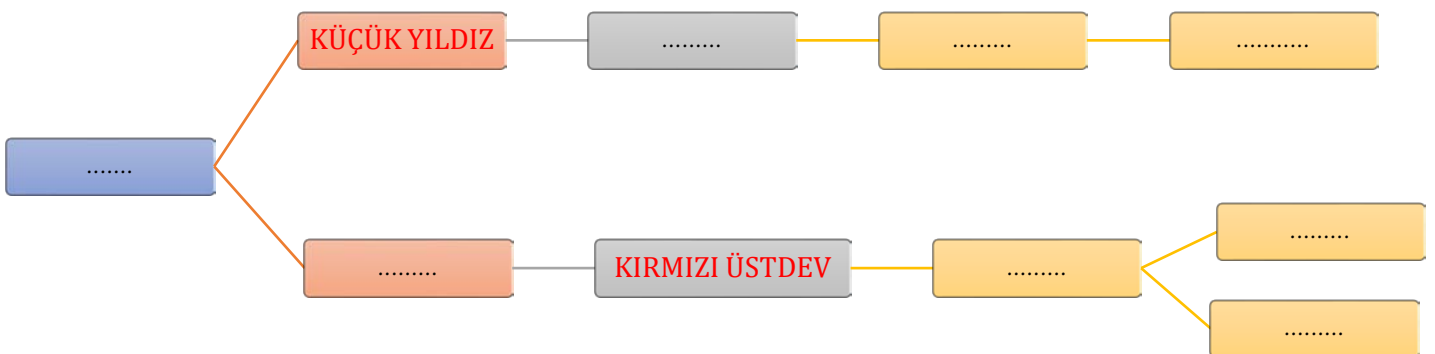 KÜÇÜK YILDIZ ......... ......... ...........
.......
......... KIRMIZI ÜSTDEV ......... .........
.........